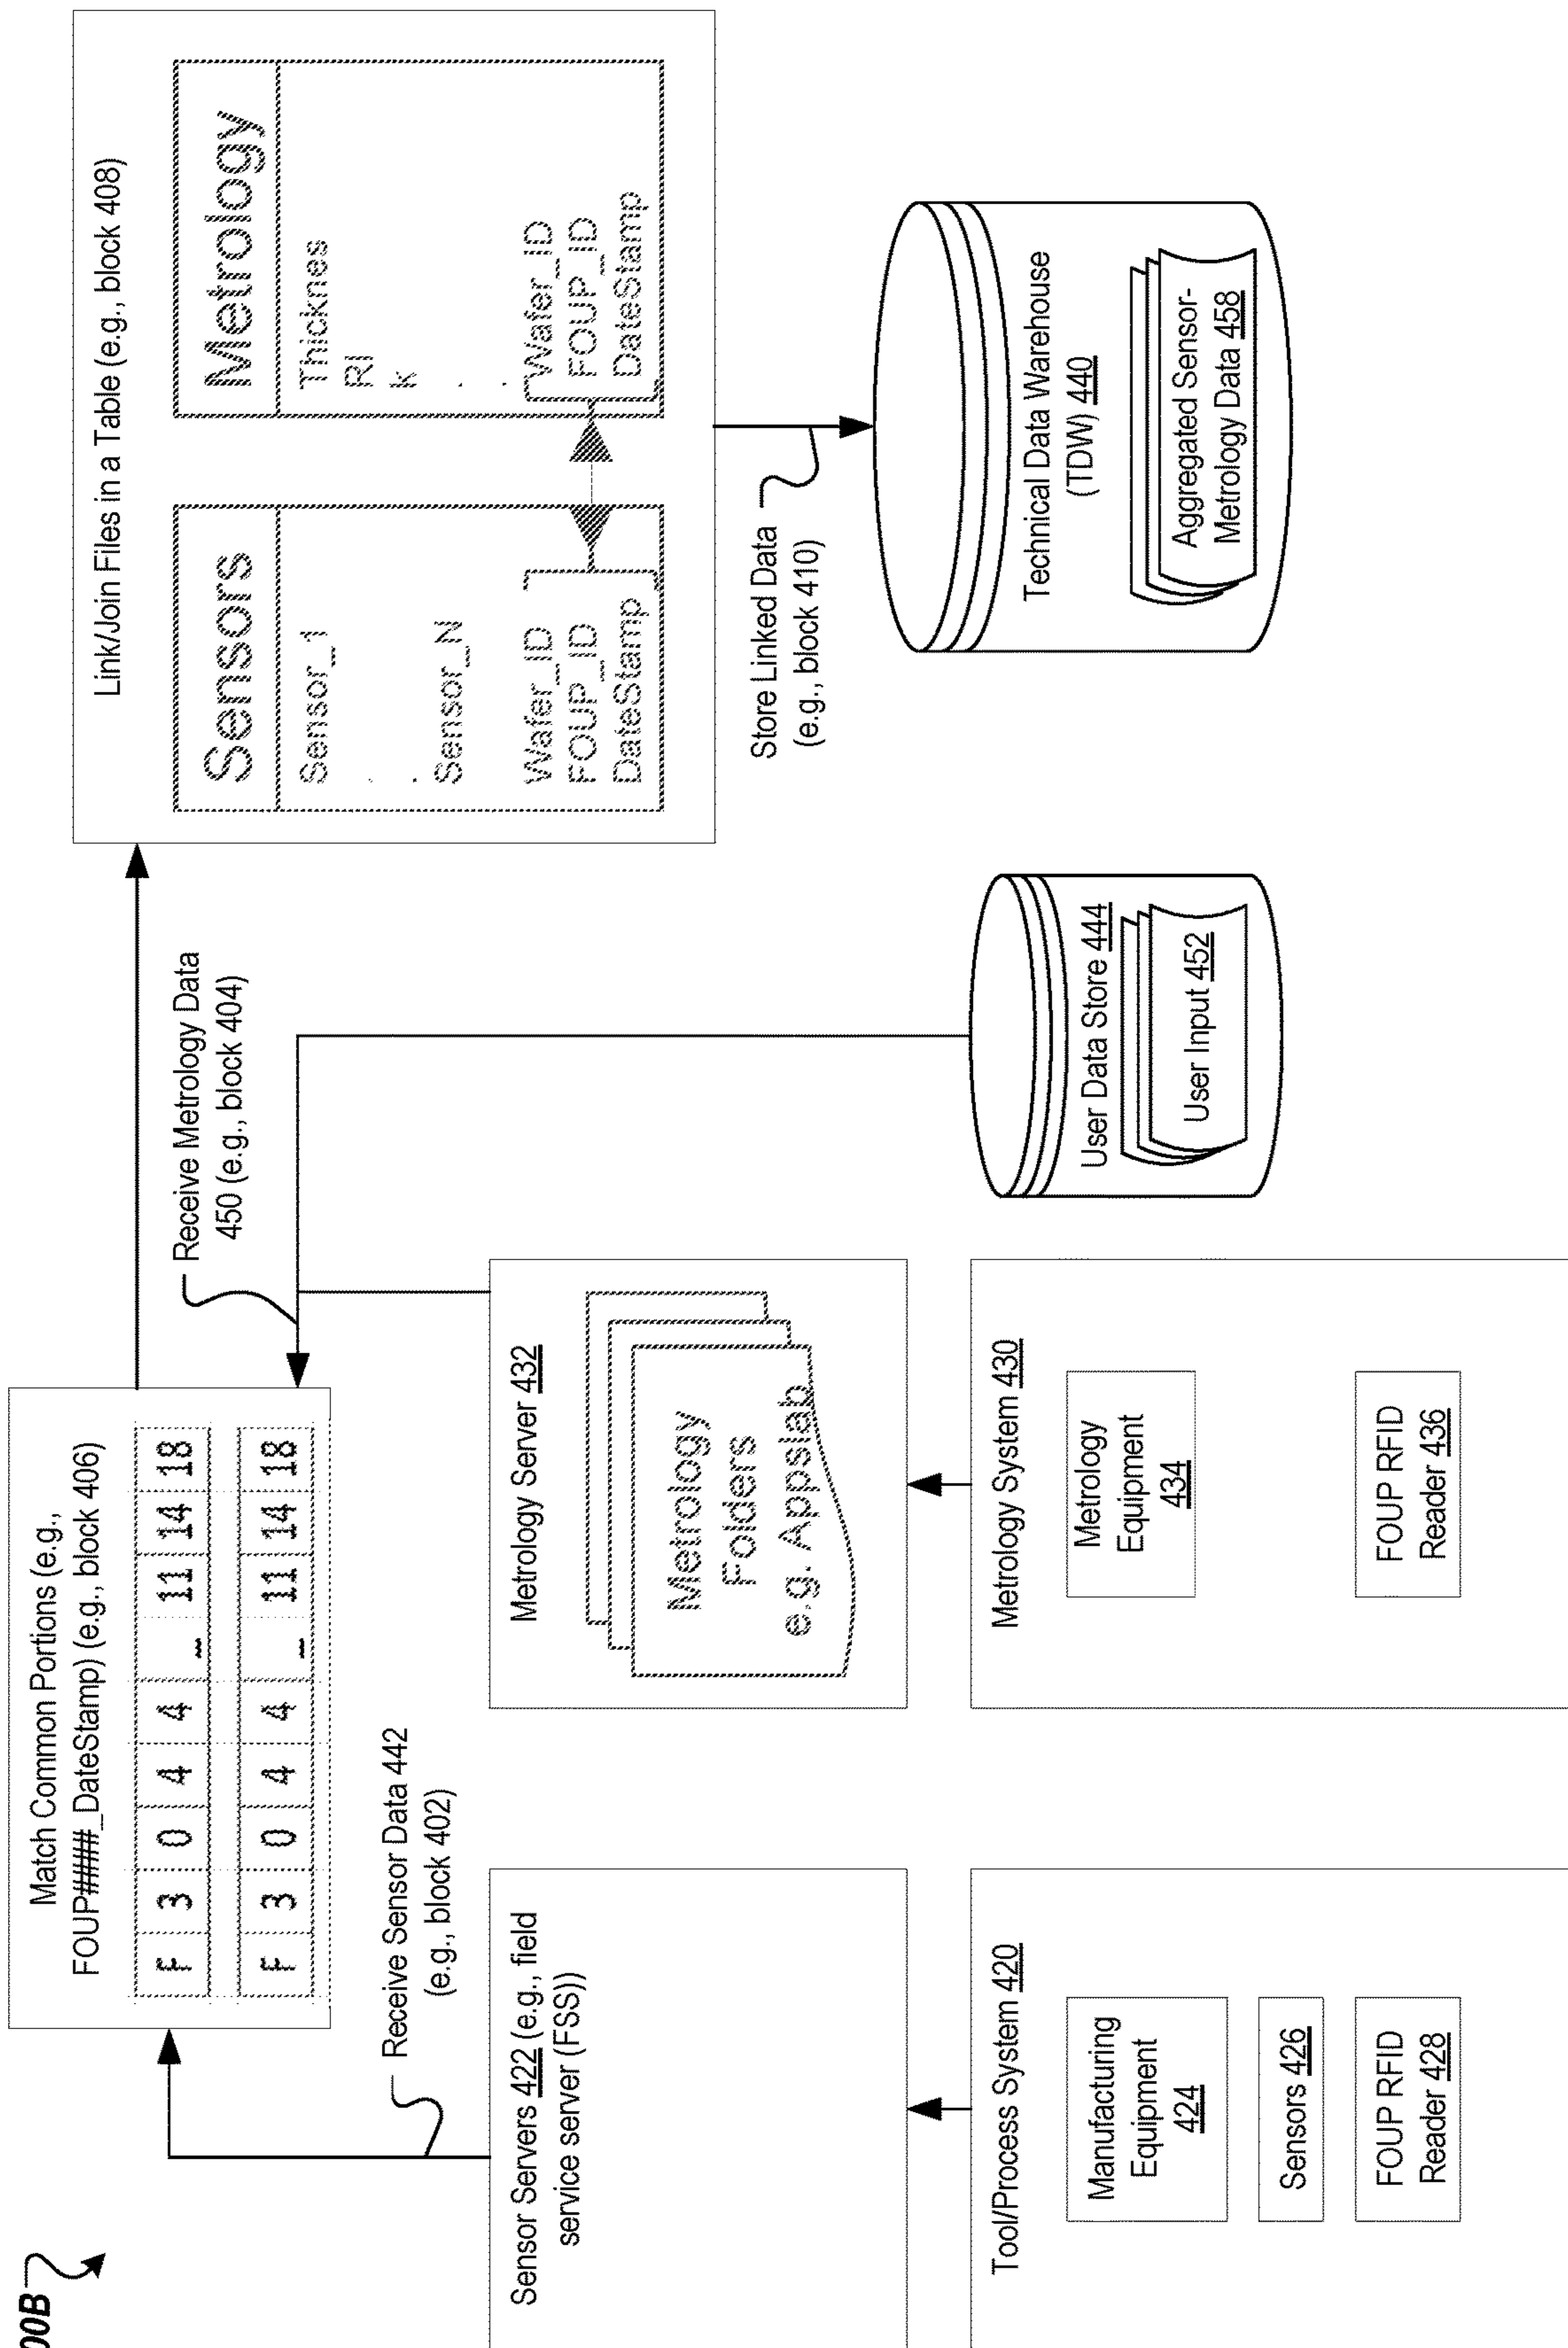 00B
Match Common Portions (e.g.,
FOUP####_DateStamp) (e.g., block 406)
F 3 0 4 4 _ 11 14 18
F 3 0 4 4 _ 11 14 18
Receive Sensor Data 442
(e.g., block 402)
Receive Metrology Data
450 (e.g., block 404)
Link/Join Files in a Table (e.g., block 408)
Sensors
Sensor_1
.
.
Sensor_N
Wafer_ID
FOUP_ID
DateStamp
Metrology
Thicknes
RI
k
.
.
Wafer_ID
FOUP_ID
DateStamp
Sensor Servers 422 (e.g., field
service server (FSS))
Metrology Server 432
Metrology
Folders
e.g. Appslab
Store Linked Data
(e.g., block 410)
Tool/Process System 420
Manufacturing
Equipment
424
Sensors 426
FOUP RFID
Reader 428
Metrology System 430
Metrology
Equipment
434
FOUP RFID
Reader 436
User Data Store 444
User Input 452
Technical Data Warehouse
(TDW) 440
Aggregated Sensor-
Metrology Data 458